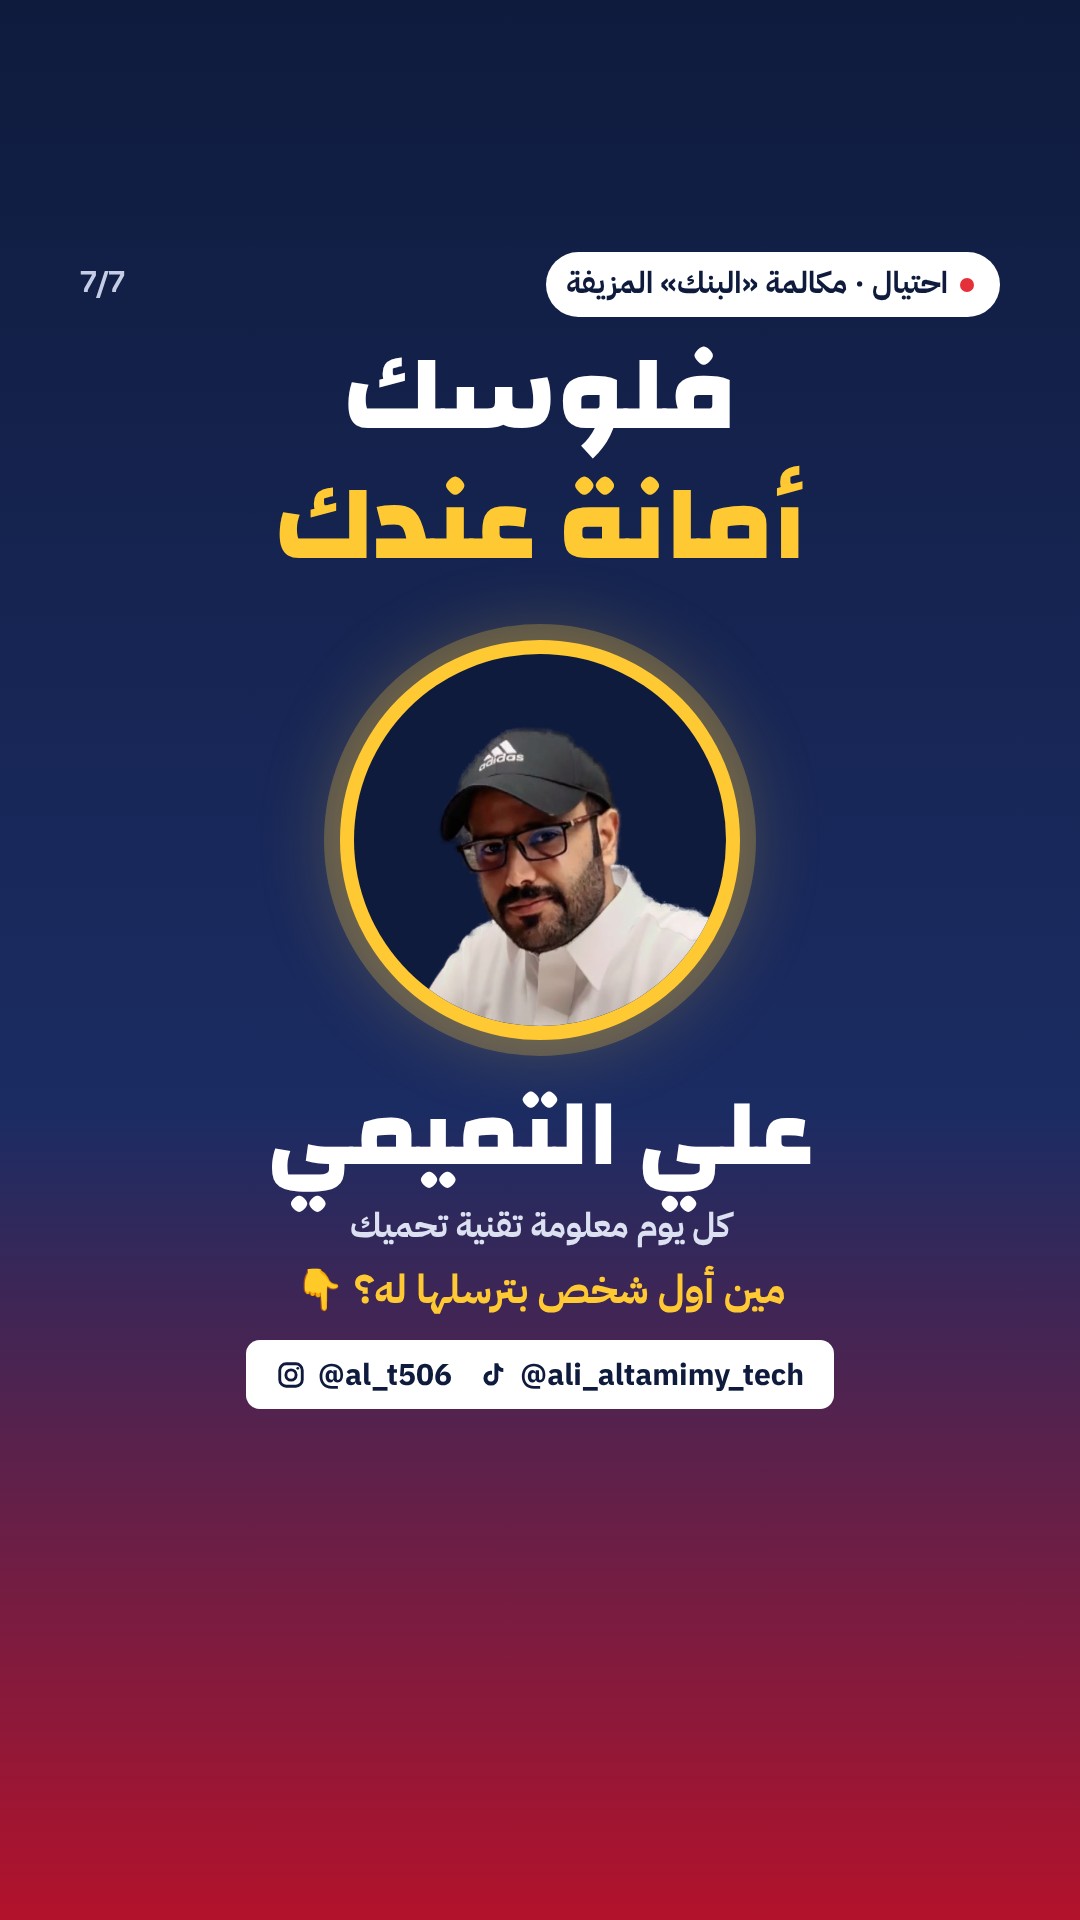 احتيال · مكالمة «البنك» المزيفة
7/7
فلوسك
أمانة عندك
adidas
علي التميمي
كل يوم معلومة تقنية تحميك
مين أول شخص بترسلها له؟ 👇
@al_t506 @ali_altamimy_tech